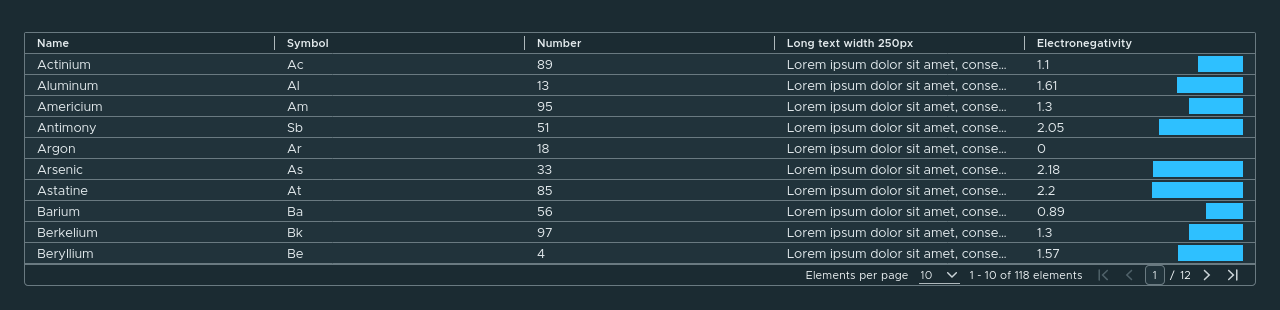 Name Symbol Number Long text width 250px Electronegativity
Actinium Ac 89 Lorem ipsum dolor sit amet, conse... 1.1
Aluminum Al 13 Lorem ipsum dolor sit amet, conse... 1.61
Americium Am 95 Lorem ipsum dolor sit amet, conse... 1.3
Antimony Sb 51 Lorem ipsum dolor sit amet, conse... 2.05
Argon Ar 18 Lorem ipsum dolor sit amet, conse... 0
Arsenic As 33 Lorem ipsum dolor sit amet, conse... 2.18
Astatine At 85 Lorem ipsum dolor sit amet, conse... 2.2
Barium Ba 56 Lorem ipsum dolor sit amet, conse... 0.89
Berkelium Bk 97 Lorem ipsum dolor sit amet, conse... 1.3
Beryllium Be 4 Lorem ipsum dolor sit amet, conse... 1.57
Elements per page 10 1 - 10 of 118 elements 1 / 12